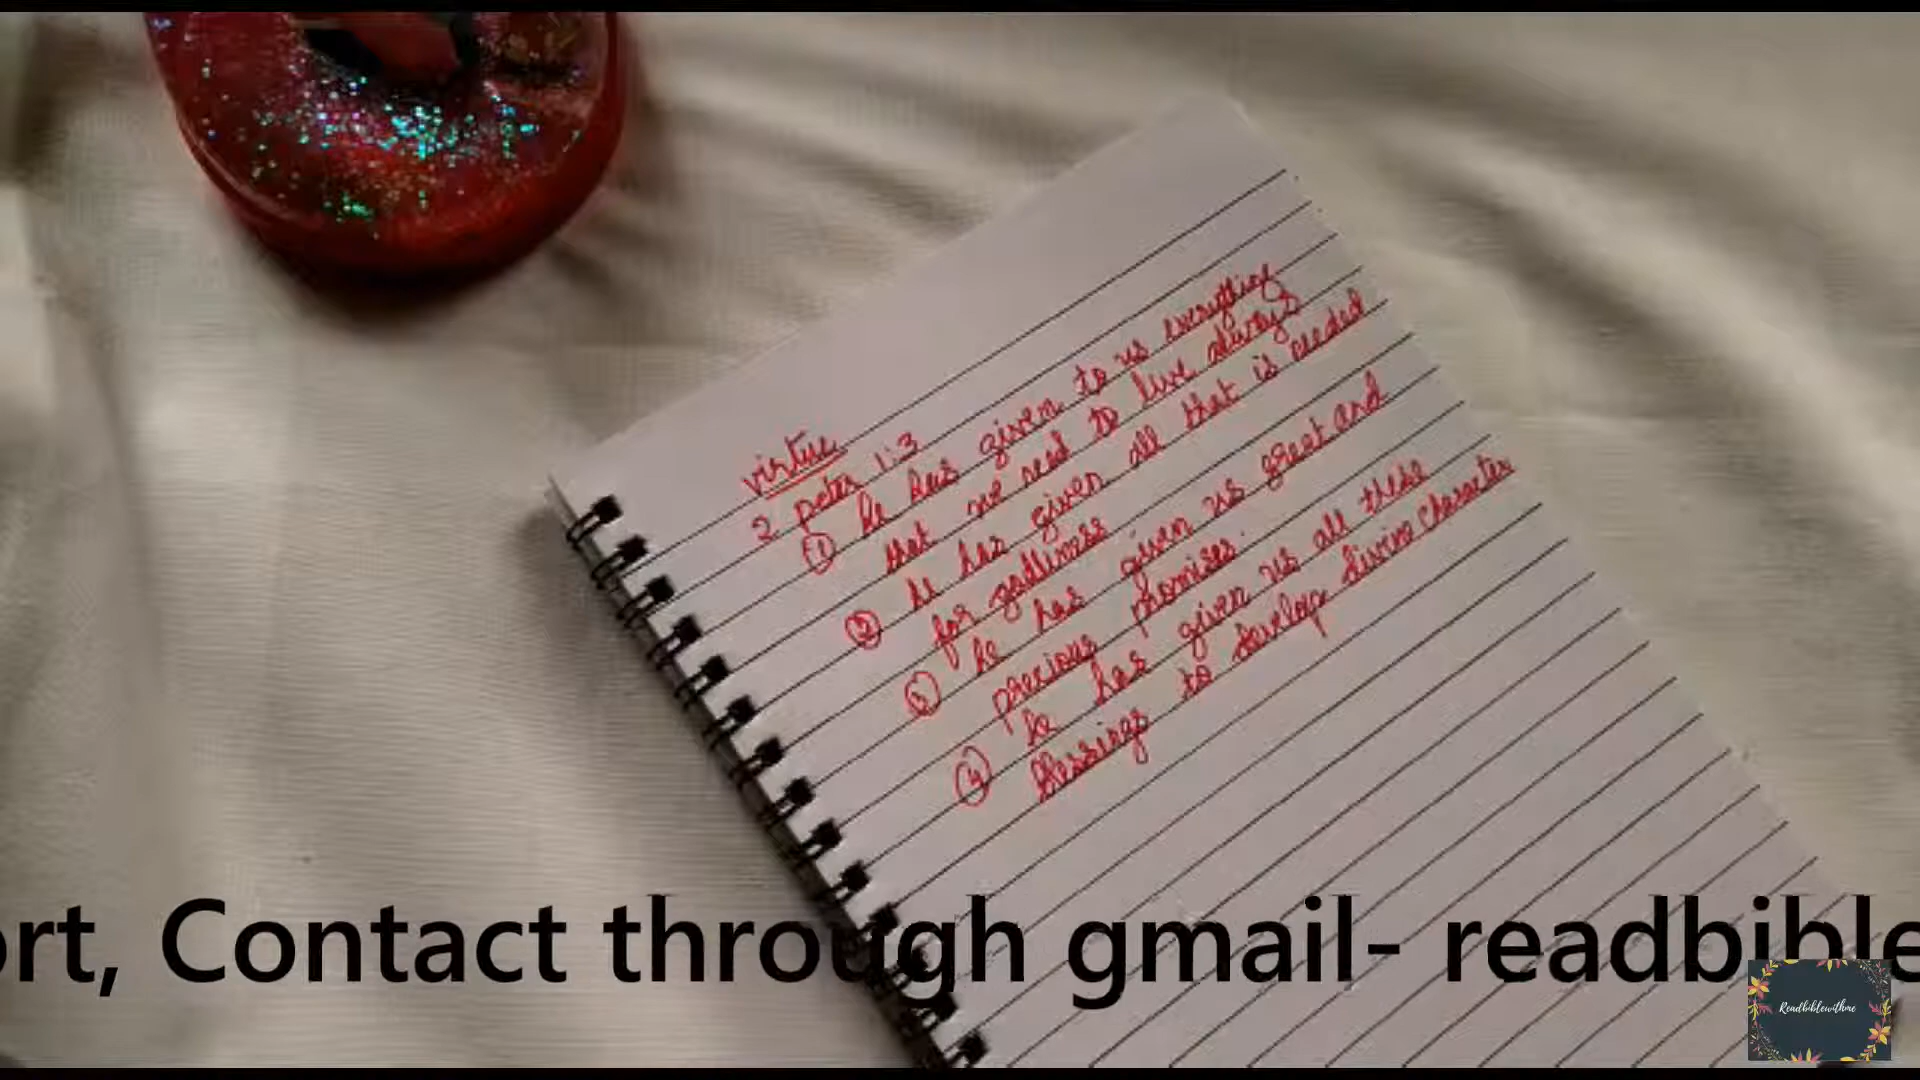 virtue
2 peter 1:3
① he has given to us everything
that we need to live always
② he has given all that is needed
for godliness
③ he has given us great and
precious promises.
④ he has given us all these
blessings to develop divine character
ort, Contact through gmail- readbible
Readbiblewithme